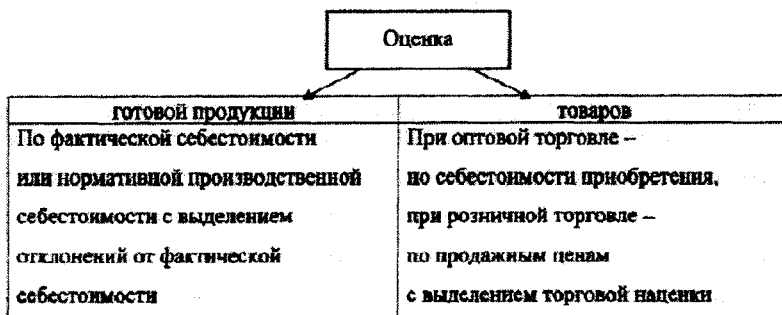 Оценка
готовой продукции
товаров
По фактической себестоимости
или нормативной производственной
себестоимости с выделением
отклонений от фактической
себестоимости
При оптовой торговле –
по себестоимости приобретения,
при розничной торговле –
по продажным ценам
с выделением торговой наценки